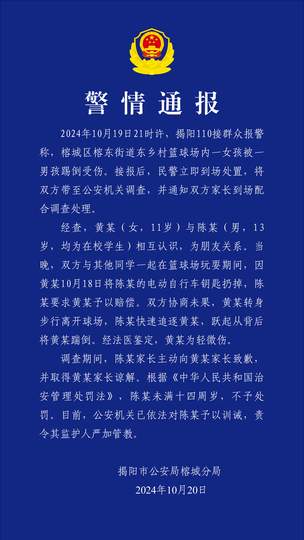 警情通报
2024年10月19日21时许，揭阳110接群众报警
称，榕城区榕东街道东乡村篮球场内一女孩被一
男孩踢倒受伤。接报后，民警立即到场处置，将
双方带至公安机关调查，并通知双方家长到场配
合调查处理。
经查，黄某（女，11岁）与陈某（男，13
岁，均为在校学生）相互认识，为朋友关系。当
晚，双方与其他同学一起在篮球场玩耍期间，因
黄某10月18日将陈某的电动自行车钥匙扔掉，陈
某要求黄某予以赔偿。双方协商未果，黄某转身
步行离开球场，陈某快速追逐黄某，跃起从背后
将黄某踹倒。经法医鉴定，黄某为轻微伤。
调查期间，陈某家长主动向黄某家长致歉，
并取得黄某家长谅解。根据《中华人民共和国治
安管理处罚法》，陈某未满十四周岁，不予处
罚。目前，公安机关已依法对陈某予以训诫，责
令其监护人严加管教。
揭阳市公安局榕城分局
2024年10月20日